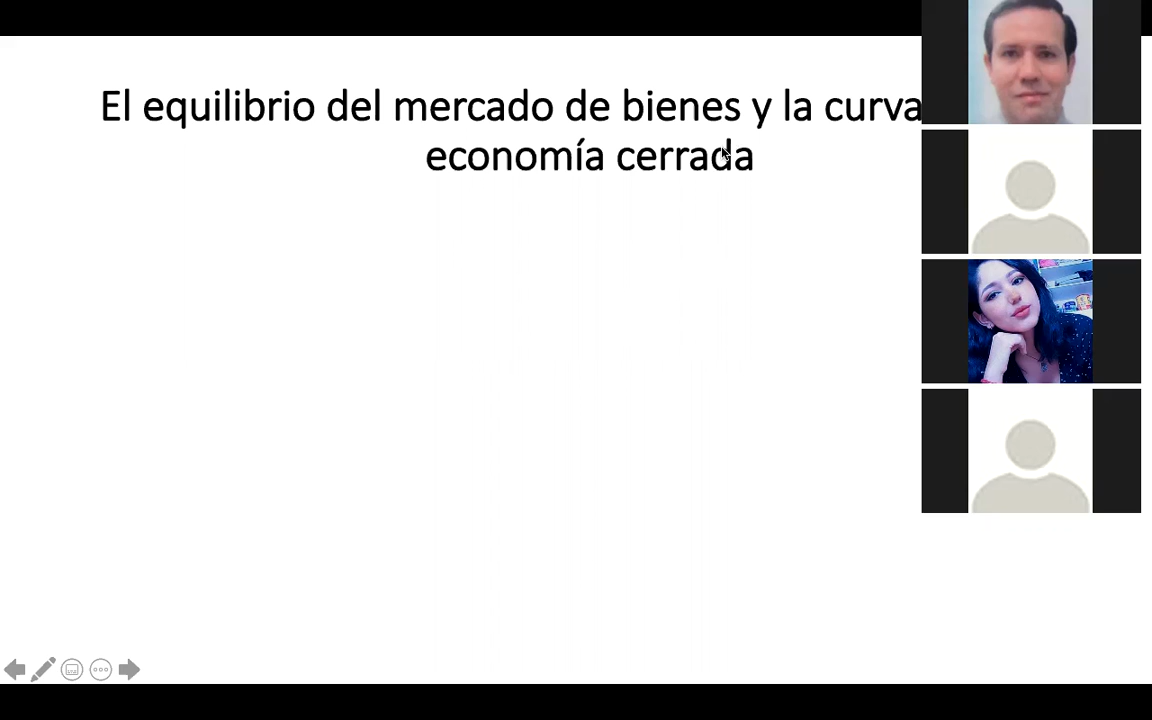 El equilibrio del mercado de bienes y la curva
economía cerrada